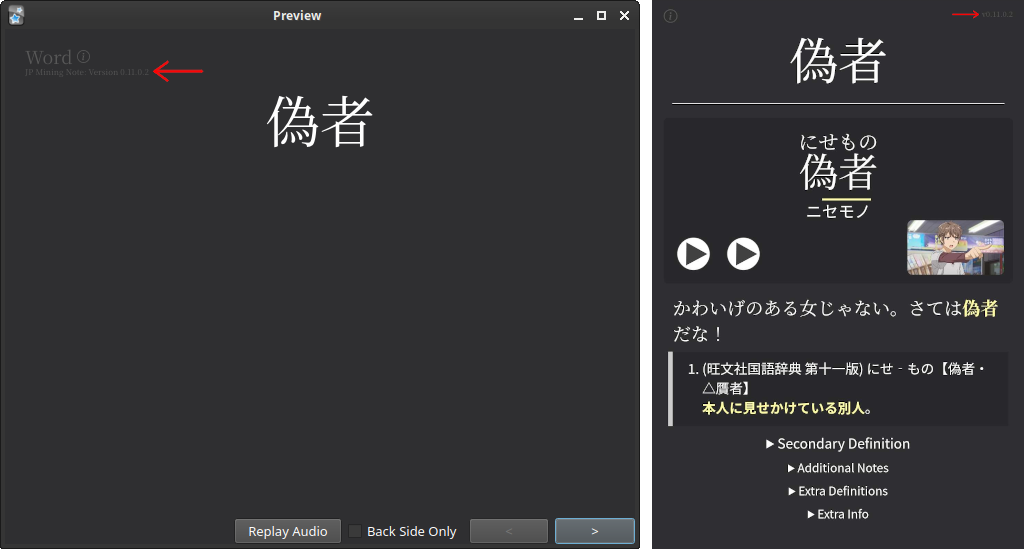 Preview
Word
JP Mining Note: Version 0.11.0.2
偽者
Replay Audio
Back Side Only
<
>
v0.11.0.2
偽者
にせもの
偽者
ニセモノ
かわいげのある女じゃない。さては偽者
だな！
1. (旺文社国語辞典 第十一版) にせ‐もの【偽者・
△贋者】
本人に見せかけている別人。
▶ Secondary Definition
▶ Additional Notes
▶ Extra Definitions
▶ Extra Info